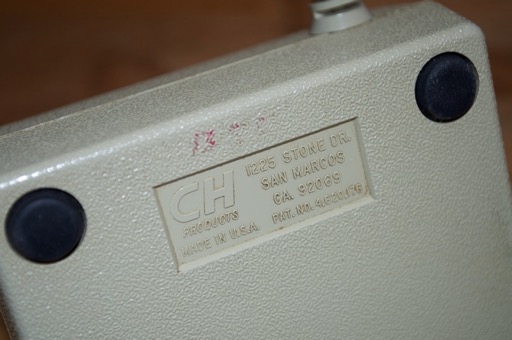 CH
PRODUCTS
MADE IN U.S.A.
1225 STONE DR.
SAN MARCOS
CA. 92069
PAT. NO.